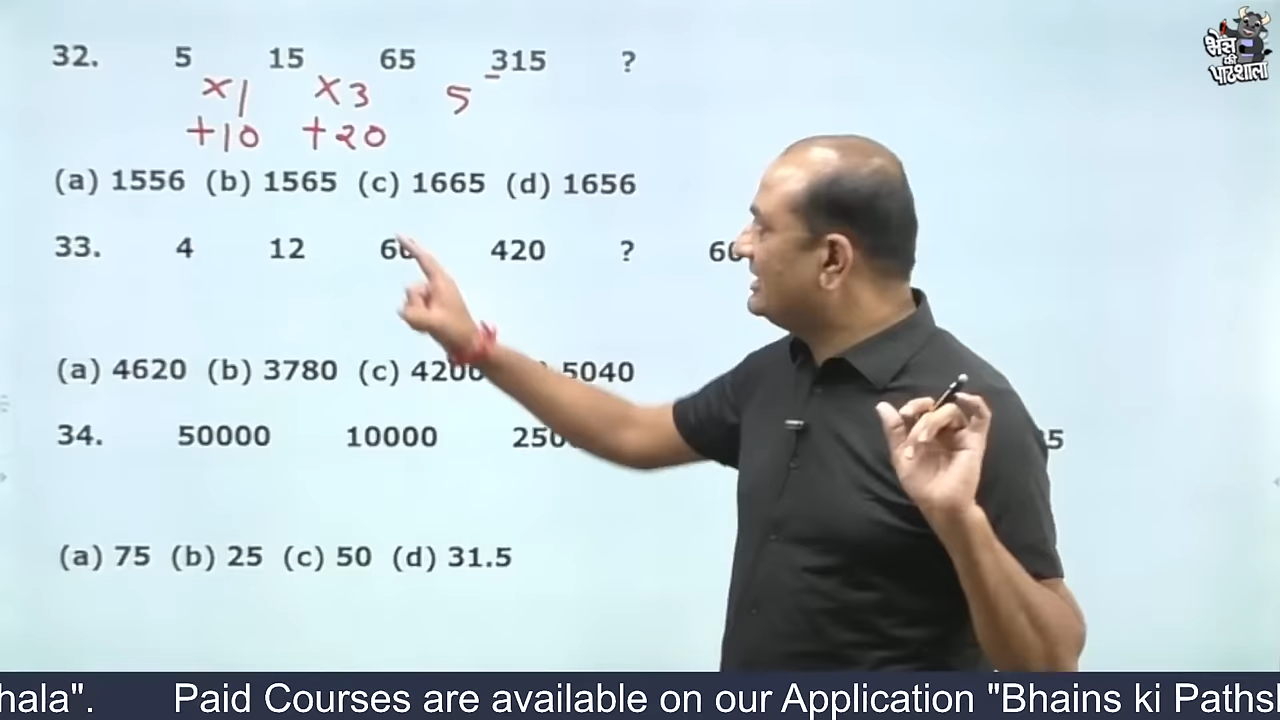 भैंस
की
पाठशाला
32. 5 15 65 315 ?
×1 ×3 5
+10 +20
(a) 1556 (b) 1565 (c) 1665 (d) 1656
33. 4 12 420 ?
(a) 4620 (b) 3780 (c) 5040
34. 50000 10000
(a) 75 (b) 25 (c) 50 (d) 31.5
hala". Paid Courses are available on our Application "Bhains ki Paths